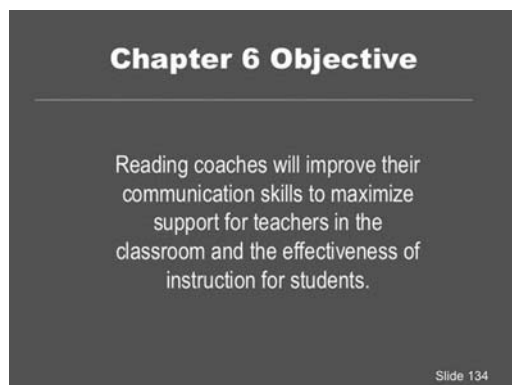 Chapter 6 Objective
Reading coaches will improve their
communication skills to maximize
support for teachers in the
classroom and the effectiveness of
instruction for students.
Slide 134